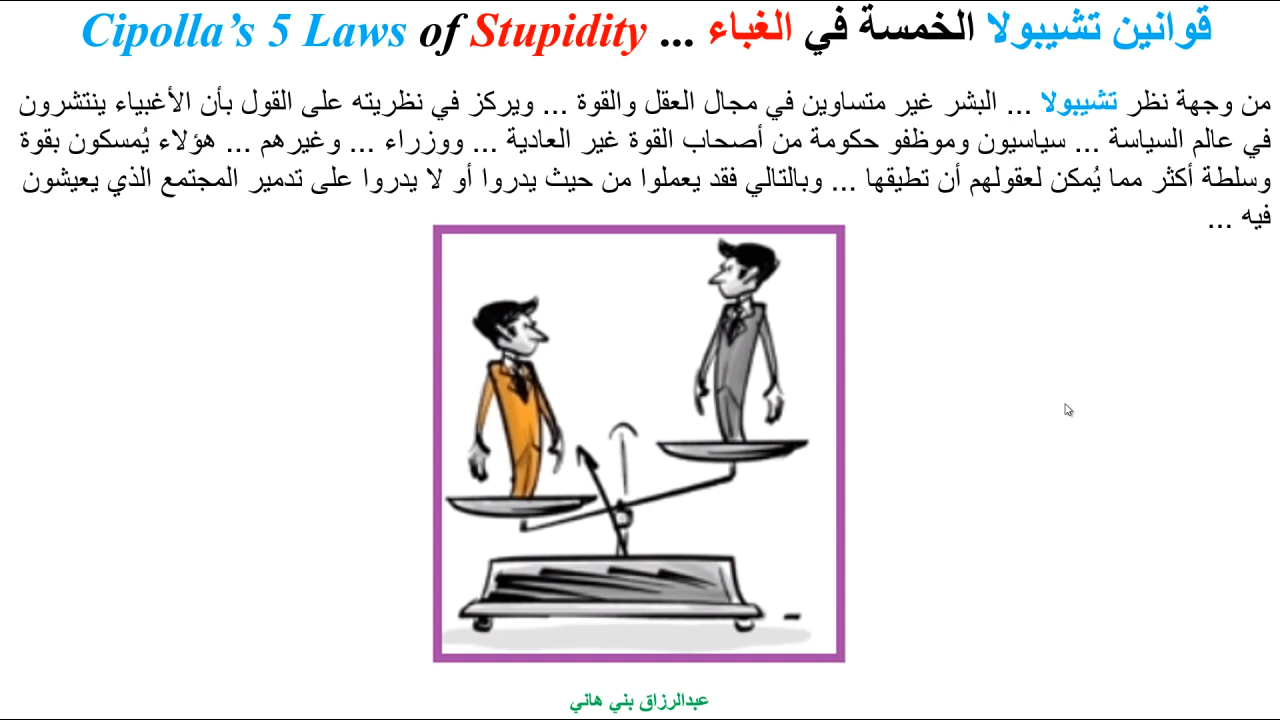 قوانين تشيبولا الخمسة في الغباء ... Cipolla’s 5 Laws of Stupidity
من وجهة نظر تشيبولا ... البشر غير متساوين في مجال العقل والقوة ... ويركز في نظريته على القول بأن الأغبياء ينتشرون
في عالم السياسة ... سياسيون وموظفو حكومة من أصحاب القوة غير العادية ... ووزراء ... وغيرهم ... هؤلاء يُمسكون بقوة
وسلطة أكثر مما يُمكن لعقولهم أن تطيقها ... وبالتالي فقد يعملوا من حيث يدروا أو لا يدروا على تدمير المجتمع الذي يعيشون
فيه ...
عبدالرزاق بني هاني